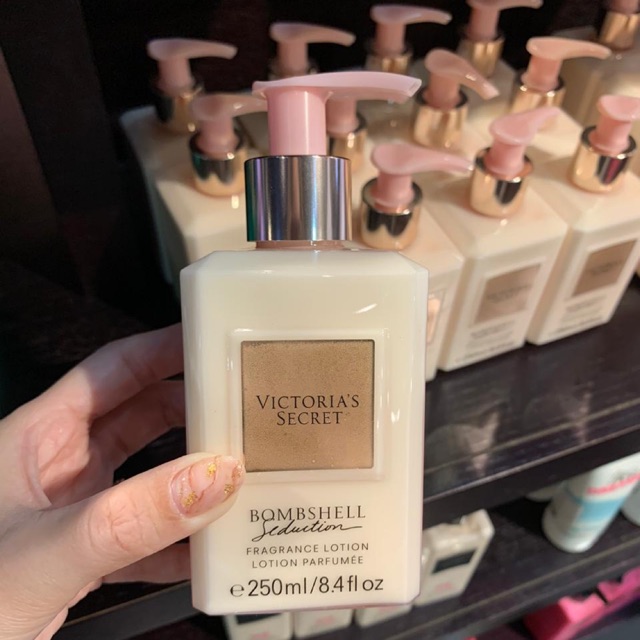 VICTORIA'S
SECRET
BOMBSHELL
Seduction
FRAGRANCE LOTION
LOTION PARFUMÉE
℮250ml/8.4fl oz